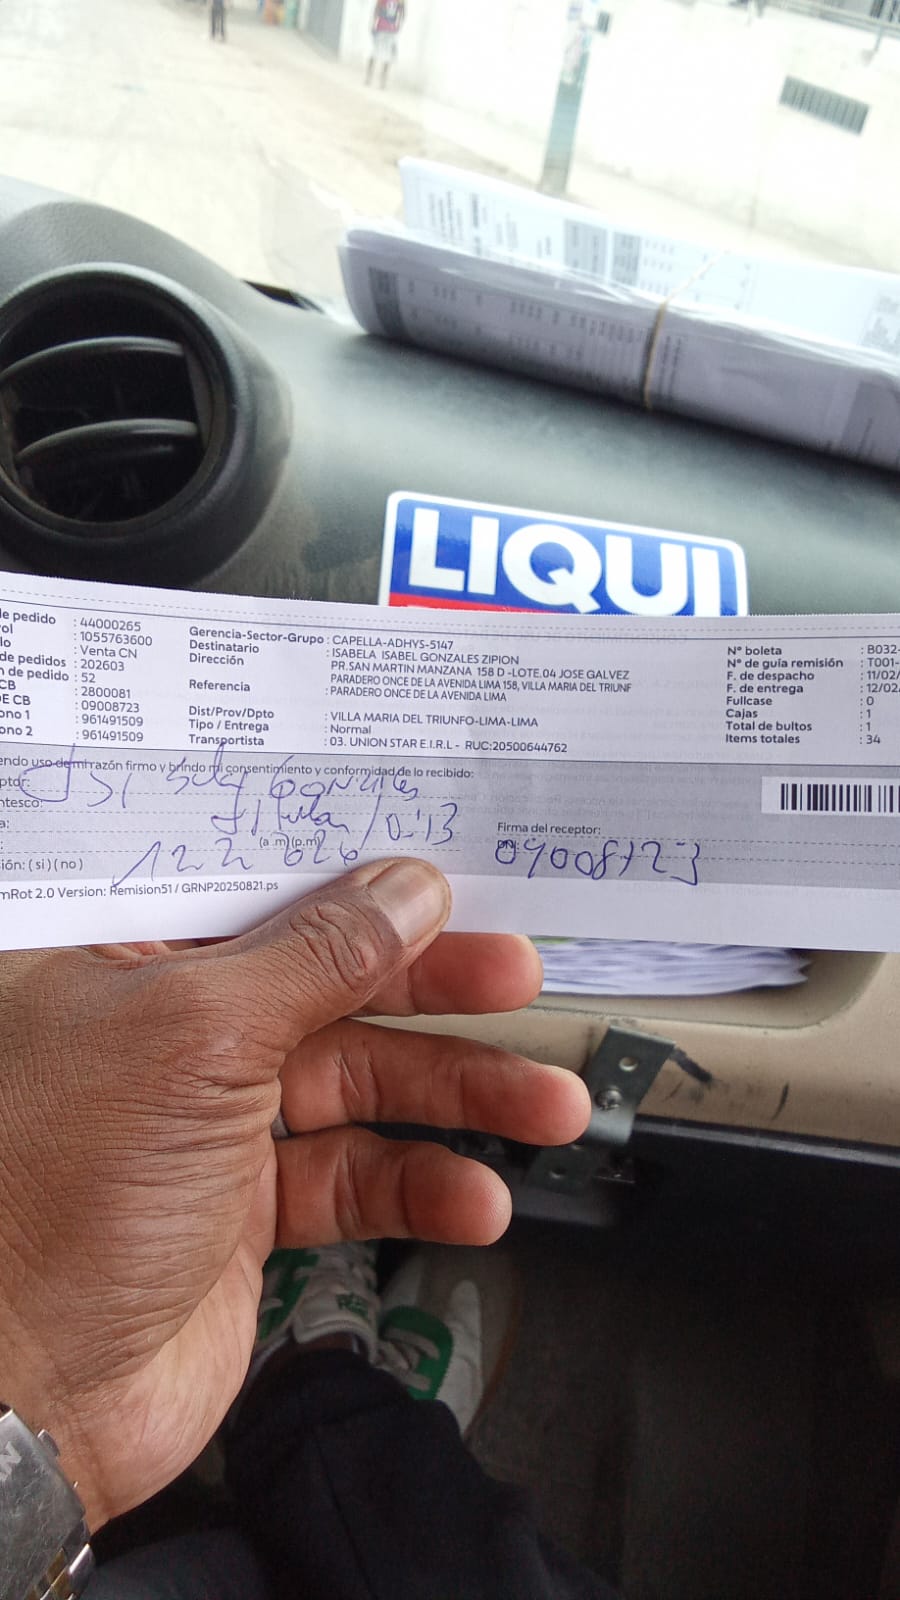 LIQUI
de pedido : 44000265
rol : 1055763600
lo : Venta CN
de pedidos : 202603
n de pedido : 52
CB : 2800081
E CB : 09008723
ono 1 : 961491509
ono 2 : 961491509
Gerencia-Sector-Grupo : CAPELLA-ADHYS-5147
Destinatario : ISABELA ISABEL GONZALES ZIPION
Dirección PR.SAN MARTIN MANZANA 158 D -LOTE.04 JOSE GALVEZ
PARADERO ONCE DE LA AVENIDA LIMA 158, VILLA MARIA DEL TRIUNF
Referencia : PARADERO ONCE DE LA AVENIDA LIMA
Dist/Prov/Dpto : VILLA MARIA DEL TRIUNFO-LIMA-LIMA
Tipo / Entrega : Normal
Transportista : 03. UNION STAR E.I.R.L - RUC:20500644762
N° boleta : B032-
N° de guía remisión : T001-
F. de despacho : 11/02/
F. de entrega : 12/02/
Fullcase : 0
Cajas : 1
Total de bultos : 1
Items totales : 34
endo uso de mi razón firmo y brindo mi consentimiento y conformidad de lo recibido:
ptor: Gonzales
ntesco:
a: 10:13
(a.m)(p.m)
Firma del receptor:
09008723
sión: ( si ) ( no )
mRot 2.0 Version: Remision51 / GRNP20250821.ps